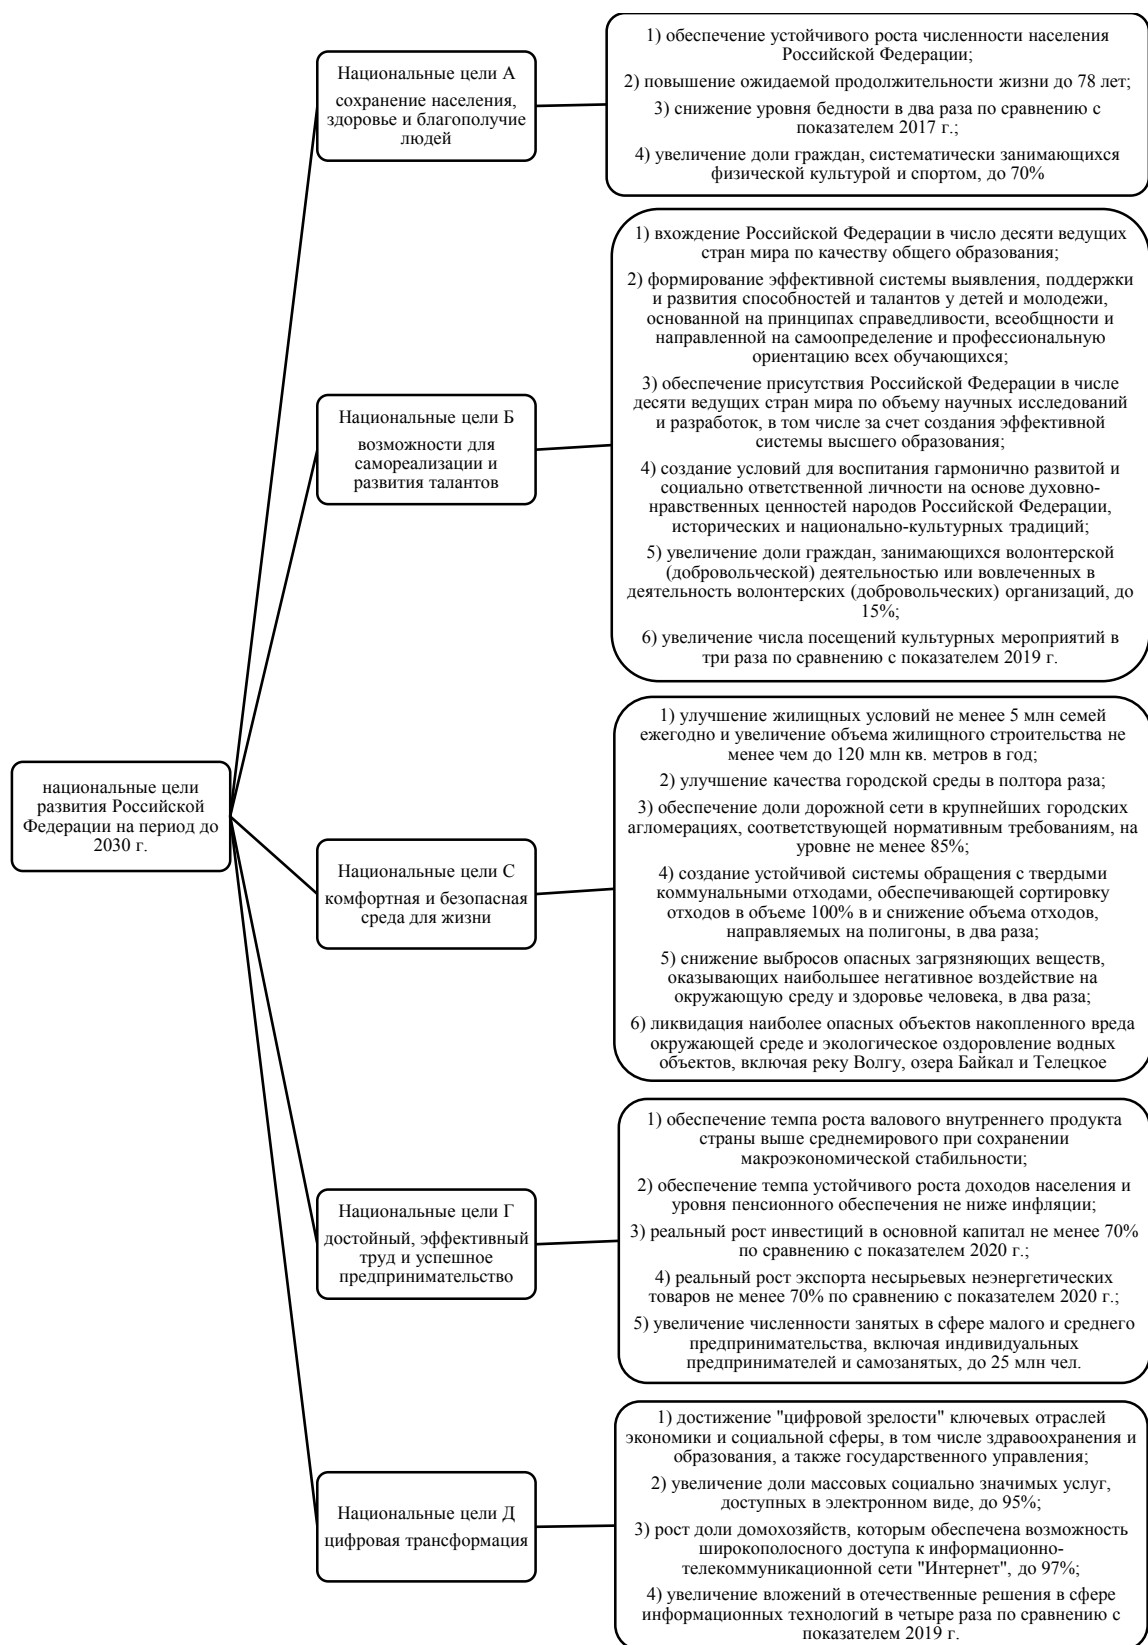 национальные цели
развития Российской
Федерации на период до
2030 г.
Национальные цели А
сохранение населения,
здоровье и благополучие
людей
1) обеспечение устойчивого роста численности населения
Российской Федерации;
2) повышение ожидаемой продолжительности жизни до 78 лет;
3) снижение уровня бедности в два раза по сравнению с
показателем 2017 г.;
4) увеличение доли граждан, систематически занимающихся
физической культурой и спортом, до 70%
Национальные цели Б
возможности для
самореализации и
развития талантов
1) вхождение Российской Федерации в число десяти ведущих
стран мира по качеству общего образования;
2) формирование эффективной системы выявления, поддержки
и развития способностей и талантов у детей и молодежи,
основанной на принципах справедливости, всеобщности и
направленной на самоопределение и профессиональную
ориентацию всех обучающихся;
3) обеспечение присутствия Российской Федерации в числе
десяти ведущих стран мира по объему научных исследований
и разработок, в том числе за счет создания эффективной
системы высшего образования;
4) создание условий для воспитания гармонично развитой и
социально ответственной личности на основе духовно-
нравственных ценностей народов Российской Федерации,
исторических и национально-культурных традиций;
5) увеличение доли граждан, занимающихся волонтерской
(добровольческой) деятельностью или вовлеченных в
деятельность волонтерских (добровольческих) организаций, до
15%;
6) увеличение числа посещений культурных мероприятий в
три раза по сравнению с показателем 2019 г.
Национальные цели С
комфортная и безопасная
среда для жизни
1) улучшение жилищных условий не менее 5 млн семей
ежегодно и увеличение объема жилищного строительства не
менее чем до 120 млн кв. метров в год;
2) улучшение качества городской среды в полтора раза;
3) обеспечение доли дорожной сети в крупнейших городских
агломерациях, соответствующей нормативным требованиям, на
уровне не менее 85%;
4) создание устойчивой системы обращения с твердыми
коммунальными отходами, обеспечивающей сортировку
отходов в объеме 100% в и снижение объема отходов,
направляемых на полигоны, в два раза;
5) снижение выбросов опасных загрязняющих веществ,
оказывающих наибольшее негативное воздействие на
окружающую среду и здоровье человека, в два раза;
6) ликвидация наиболее опасных объектов накопленного вреда
окружающей среде и экологическое оздоровление водных
объектов, включая реку Волгу, озера Байкал и Телецкое
Национальные цели Г
достойный, эффективный
труд и успешное
предпринимательство
1) обеспечение темпа роста валового внутреннего продукта
страны выше среднемирового при сохранении
макроэкономической стабильности;
2) обеспечение темпа устойчивого роста доходов населения и
уровня пенсионного обеспечения не ниже инфляции;
3) реальный рост инвестиций в основной капитал не менее 70%
по сравнению с показателем 2020 г.;
4) реальный рост экспорта несырьевых неэнергетических
товаров не менее 70% по сравнению с показателем 2020 г.;
5) увеличение численности занятых в сфере малого и среднего
предпринимательства, включая индивидуальных
предпринимателей и самозанятых, до 25 млн чел.
Национальные цели Д
цифровая трансформация
1) достижение "цифровой зрелости" ключевых отраслей
экономики и социальной сферы, в том числе здравоохранения и
образования, а также государственного управления;
2) увеличение доли массовых социально значимых услуг,
доступных в электронном виде, до 95%;
3) рост доли домохозяйств, которым обеспечена возможность
широкополосного доступа к информационно-
телекоммуникационной сети "Интернет", до 97%;
4) увеличение вложений в отечественные решения в сфере
информационных технологий в четыре раза по сравнению с
показателем 2019 г.